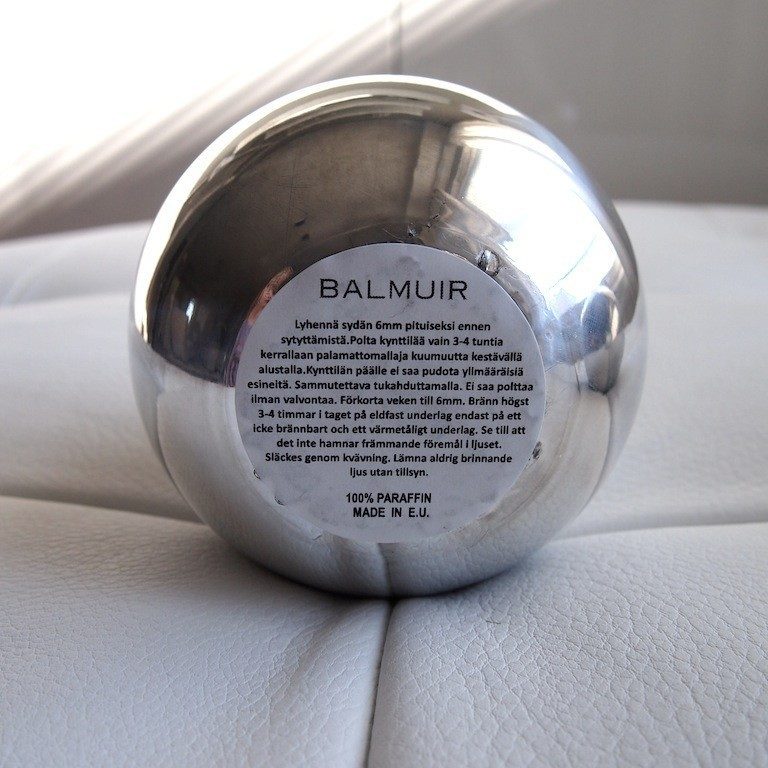 BALMUIR
Lyhennä sydän 6mm pituiseksi ennen
sytyttämistä.Polta kynttilää vain 3-4 tuntia
kerrallaan palamattomallaja kuumuutta kestävällä
alustalla.Kynttilän päälle ei saa pudota ylimääräisiä
esineitä. Sammutettava tukahduttamalla. Ei saa polttaa
ilman valvontaa. Förkorta veken till 6mm. Bränn högst
3-4 timmar i taget på eldfast underlag endast på ett
icke brännbart och ett värmetåligt underlag. Se till att
det inte hamnar främmande föremål i ljuset.
Släckes genom kvävning. Lämna aldrig brinnande
ljus utan tillsyn.
100% PARAFFIN
MADE IN E.U.